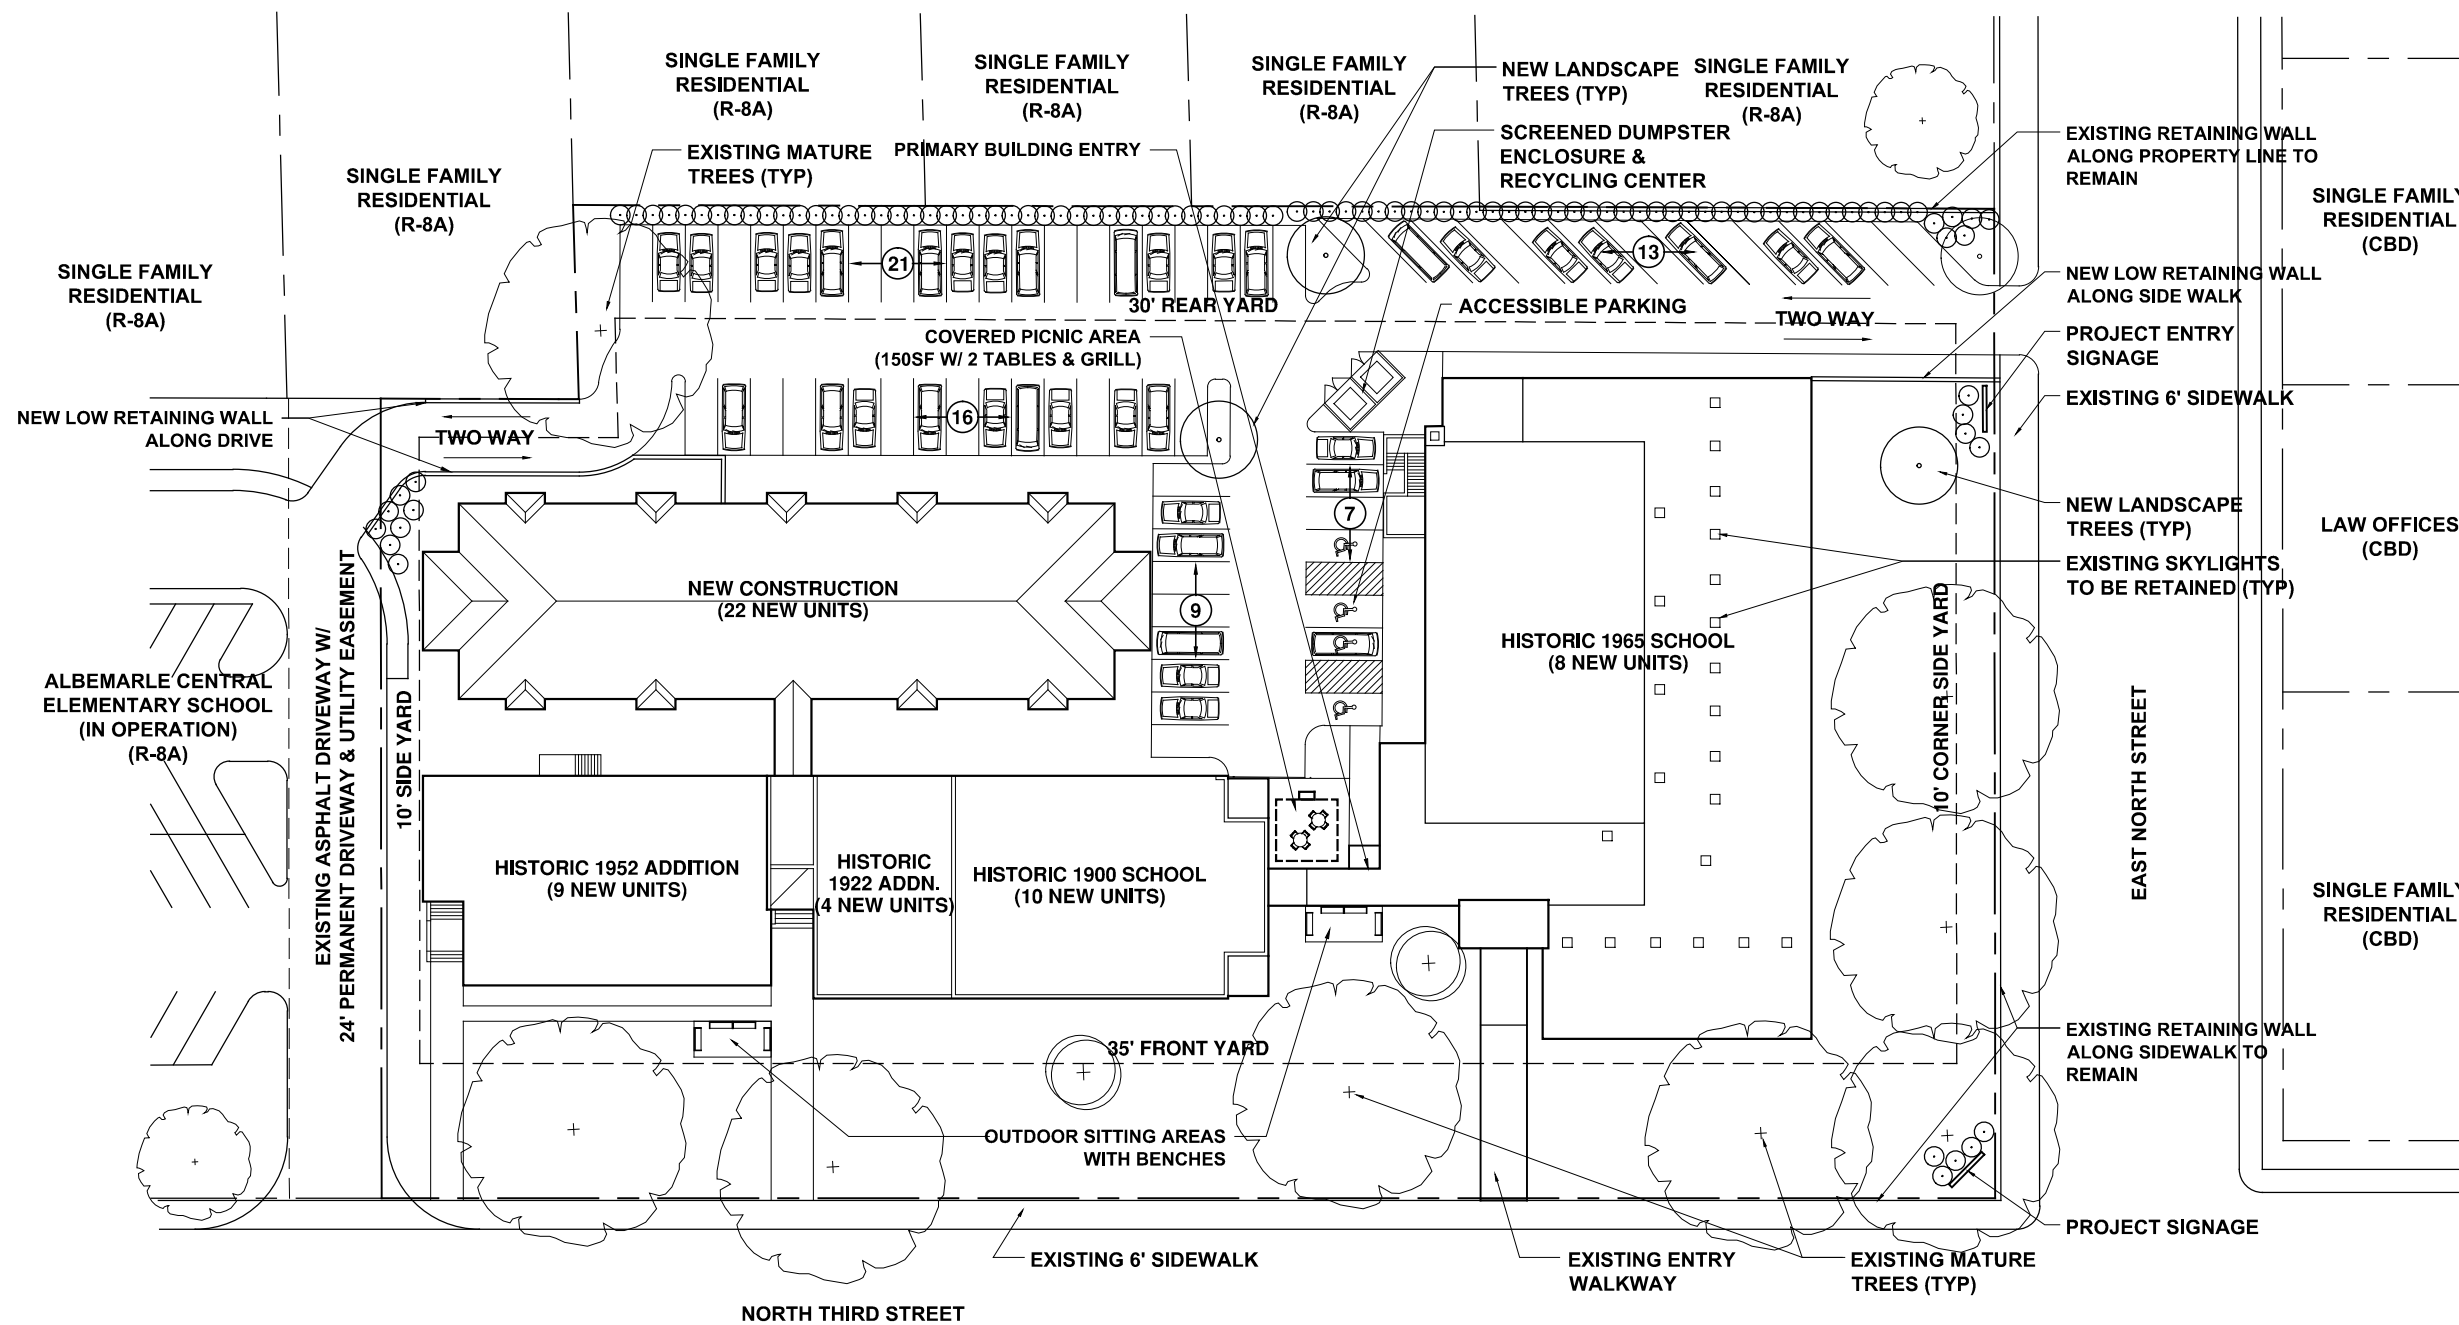 SINGLE FAMILY
RESIDENTIAL
(R-8A)
SINGLE FAMILY
RESIDENTIAL
(R-8A)
SINGLE FAMILY
RESIDENTIAL
(R-8A)
NEW LANDSCAPE
TREES (TYP)
SINGLE FAMILY
RESIDENTIAL
(R-8A)
SCREENED DUMPSTER
ENCLOSURE &
RECYCLING CENTER
EXISTING MATURE
TREES (TYP)
PRIMARY BUILDING ENTRY
EXISTING RETAINING WALL
ALONG PROPERTY LINE TO
REMAIN
SINGLE FAMILY
RESIDENTIAL
(R-8A)
SINGLE FAMILY
RESIDENTIAL
(CBD)
SINGLE FAMILY
RESIDENTIAL
(R-8A)
21
13
NEW LOW RETAINING WALL
ALONG SIDE WALK
30' REAR YARD
ACCESSIBLE PARKING
TWO WAY
COVERED PICNIC AREA
(150SF W/ 2 TABLES & GRILL)
PROJECT ENTRY
SIGNAGE
EXISTING 6' SIDEWALK
NEW LOW RETAINING WALL
ALONG DRIVE
TWO WAY
16
7
NEW LANDSCAPE
TREES (TYP)
LAW OFFICES
(CBD)
EXISTING SKYLIGHTS
TO BE RETAINED (TYP)
NEW CONSTRUCTION
(22 NEW UNITS)
9
HISTORIC 1965 SCHOOL
(8 NEW UNITS)
ALBEMARLE CENTRAL
ELEMENTARY SCHOOL
(IN OPERATION)
(R-8A)
EXISTING ASPHALT DRIVEWAY W/
24' PERMANENT DRIVEWAY & UTILITY EASEMENT
10' SIDE YARD
10' CORNER SIDE YARD
EAST NORTH STREET
HISTORIC 1952 ADDITION
(9 NEW UNITS)
HISTORIC
1922 ADDN.
(4 NEW UNITS)
HISTORIC 1900 SCHOOL
(10 NEW UNITS)
SINGLE FAMILY
RESIDENTIAL
(CBD)
35' FRONT YARD
EXISTING RETAINING WALL
ALONG SIDEWALK TO
REMAIN
OUTDOOR SITTING AREAS
WITH BENCHES
PROJECT SIGNAGE
EXISTING 6' SIDEWALK
EXISTING ENTRY
WALKWAY
EXISTING MATURE
TREES (TYP)
NORTH THIRD STREET